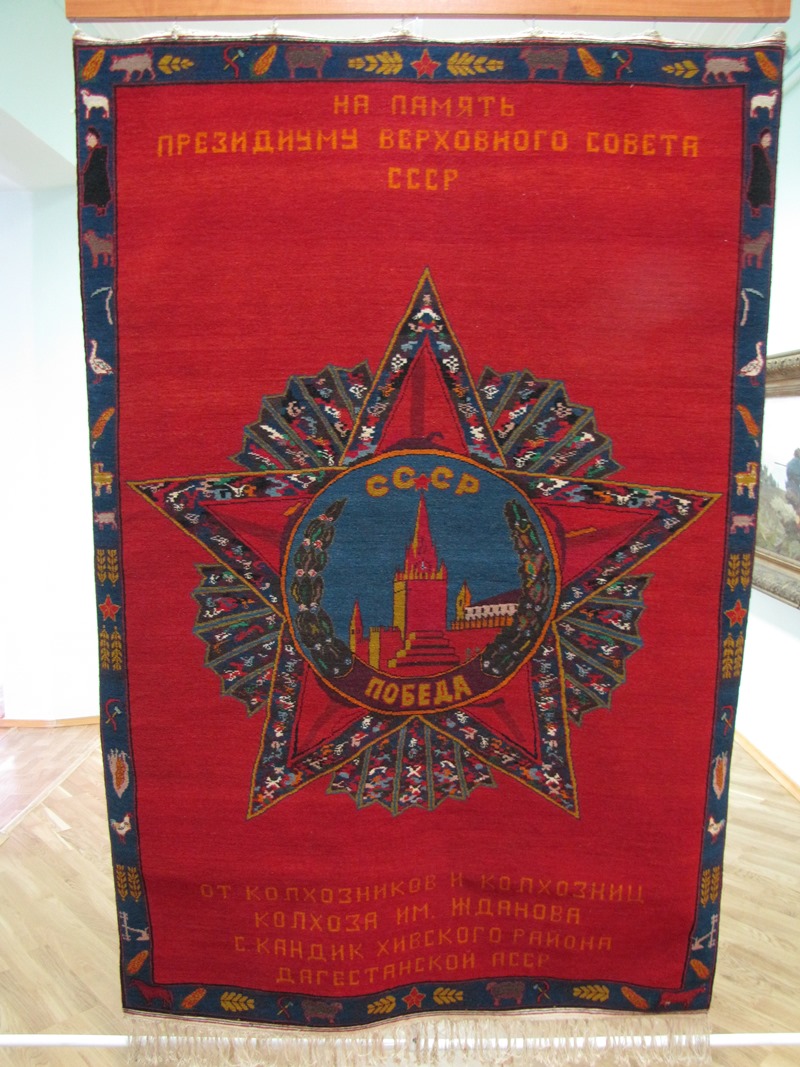 НА ПАМЯТЬ
ПРЕЗИДИУМУ ВЕРХОВНОГО СОВЕТА
СССР
СССР
ПОБЕДА
ОТ КОЛХОЗНИКОВ И КОЛХОЗНИЦ
КОЛХОЗА ИМ. ЖДАНОВА
С. КАНДИК ХИВСКОГО РАЙОНА
ДАГЕСТАНСКОЙ АССР